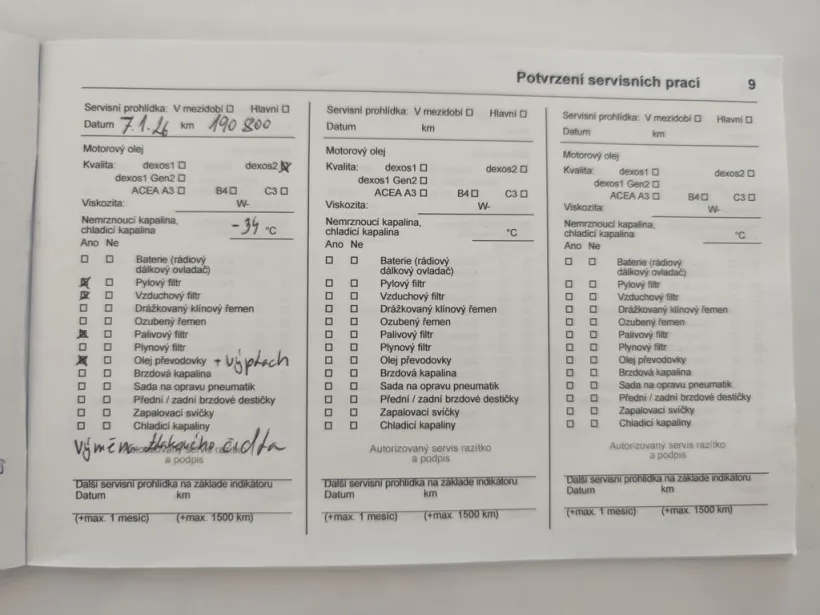 Potvrzení servisních prací 9
Servisní prohlídka: V mezidobí ☐ Hlavní ☐
Datum 7.1.26 km 190 800
Motorový olej
Kvalita: dexos1 ☐ dexos2 ☒
dexos1 Gen2 ☐
ACEA A3 ☐ B4 ☐ C3 ☐
Viskozita: W-
Nemrznoucí kapalina,
chladicí kapalina -34 °C
Ano Ne
☐ ☐ Baterie (rádiový
dálkový ovladač)
☒ ☐ Pylový filtr
☒ ☐ Vzduchový filtr
☐ ☐ Drážkovaný klínový řemen
☐ ☐ Ozubený řemen
☒ ☐ Palivový filtr
☐ ☐ Plynový filtr
☒ ☐ Olej převodovky + výplach
☐ ☐ Brzdová kapalina
☐ ☐ Sada na opravu pneumatik
☐ ☐ Přední / zadní brzdové destičky
☐ ☐ Zapalovací svíčky
☐ ☐ Chladicí kapaliny
Výměna tlakového čidla
Autorizovaný servis razítko
a podpis
Další servisní prohlídka na základě indikátoru
Datum km
(+max. 1 měsíc) (+max. 1500 km)
Servisní prohlídka: V mezidobí ☐ Hlavní ☐
Datum km
Motorový olej
Kvalita: dexos1 ☐ dexos2 ☐
dexos1 Gen2 ☐
ACEA A3 ☐ B4 ☐ C3 ☐
Viskozita: W-
Nemrznoucí kapalina,
chladicí kapalina °C
Ano Ne
☐ ☐ Baterie (rádiový
dálkový ovladač)
☐ ☐ Pylový filtr
☐ ☐ Vzduchový filtr
☐ ☐ Drážkovaný klínový řemen
☐ ☐ Ozubený řemen
☐ ☐ Palivový filtr
☐ ☐ Plynový filtr
☐ ☐ Olej převodovky
☐ ☐ Brzdová kapalina
☐ ☐ Sada na opravu pneumatik
☐ ☐ Přední / zadní brzdové destičky
☐ ☐ Zapalovací svíčky
☐ ☐ Chladicí kapaliny
Autorizovaný servis razítko
a podpis
Další servisní prohlídka na základě indikátoru
Datum km
(+max. 1 měsíc) (+max. 1500 km)
Servisní prohlídka: V mezidobí ☐ Hlavní ☐
Datum km
Motorový olej
Kvalita: dexos1 ☐ dexos2 ☐
dexos1 Gen2 ☐
ACEA A3 ☐ B4 ☐ C3 ☐
Viskozita: W-
Nemrznoucí kapalina,
chladicí kapalina °C
Ano Ne
☐ ☐ Baterie (rádiový
dálkový ovladač)
☐ ☐ Pylový filtr
☐ ☐ Vzduchový filtr
☐ ☐ Drážkovaný klínový řemen
☐ ☐ Ozubený řemen
☐ ☐ Palivový filtr
☐ ☐ Plynový filtr
☐ ☐ Olej převodovky
☐ ☐ Brzdová kapalina
☐ ☐ Sada na opravu pneumatik
☐ ☐ Přední / zadní brzdové destičky
☐ ☐ Zapalovací svíčky
☐ ☐ Chladicí kapaliny
Autorizovaný servis razítko
a podpis
Další servisní prohlídka na základě indikátoru
Datum km
(+max. 1 měsíc) (+max. 1500 km)